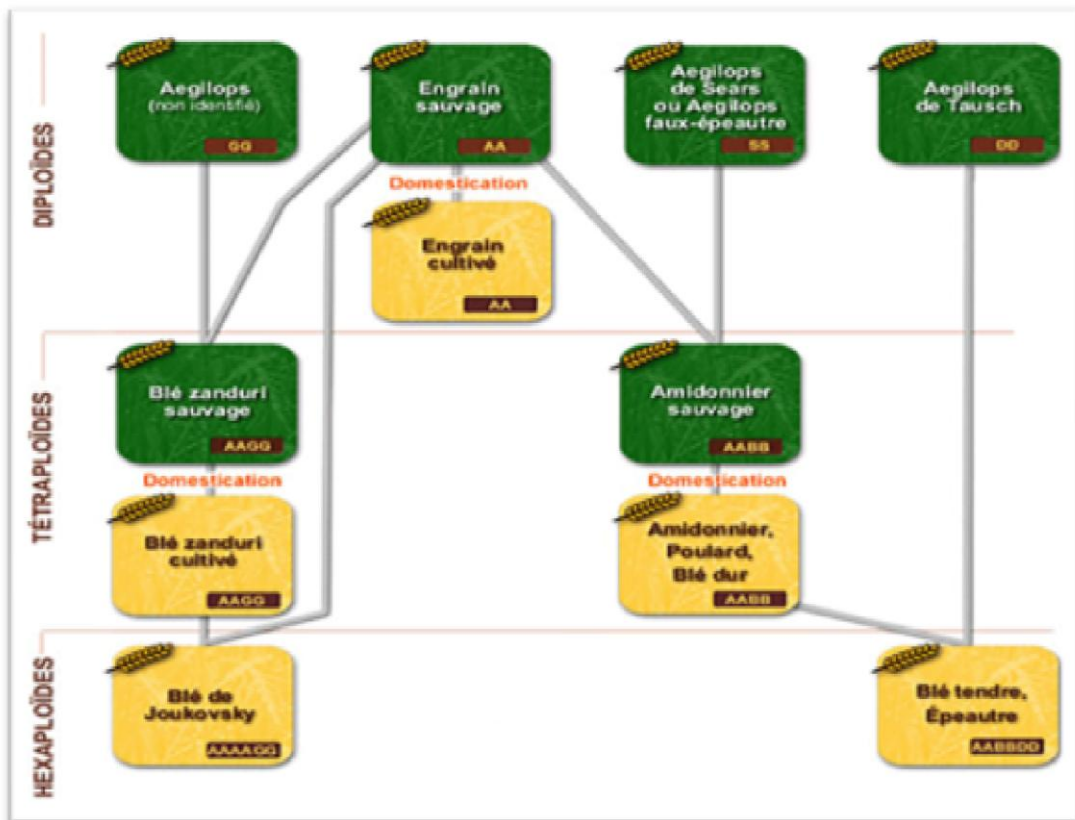 DIPLOÏDES
Aegilops
(non identifié)
GG
Engrain
sauvage
AA
Aegilops
de Sears
ou Aegilops
faux-épeautre
SS
Aegilops
de Tausch
DD
Domestication
Engrain
cultivé
AA
TÉTRAPLOÏDES
Blé zanduri
sauvage
AAGG
Amidonnier
sauvage
AABB
Domestication
Domestication
Blé zanduri
cultivé
AAGG
Amidonnier,
Poulard,
Blé dur
AABB
HEXAPLOÏDES
Blé de
Joukovsky
AAAAGG
Blé tendre,
Épeautre
AABBDD